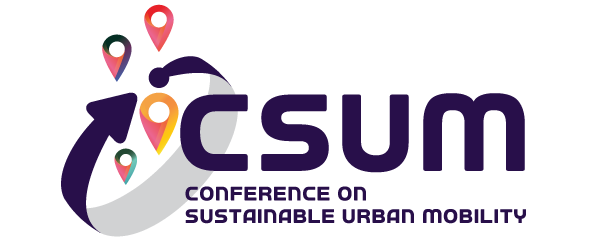 CSUM
CONFERENCE ON
SUSTAINABLE URBAN MOBILITY